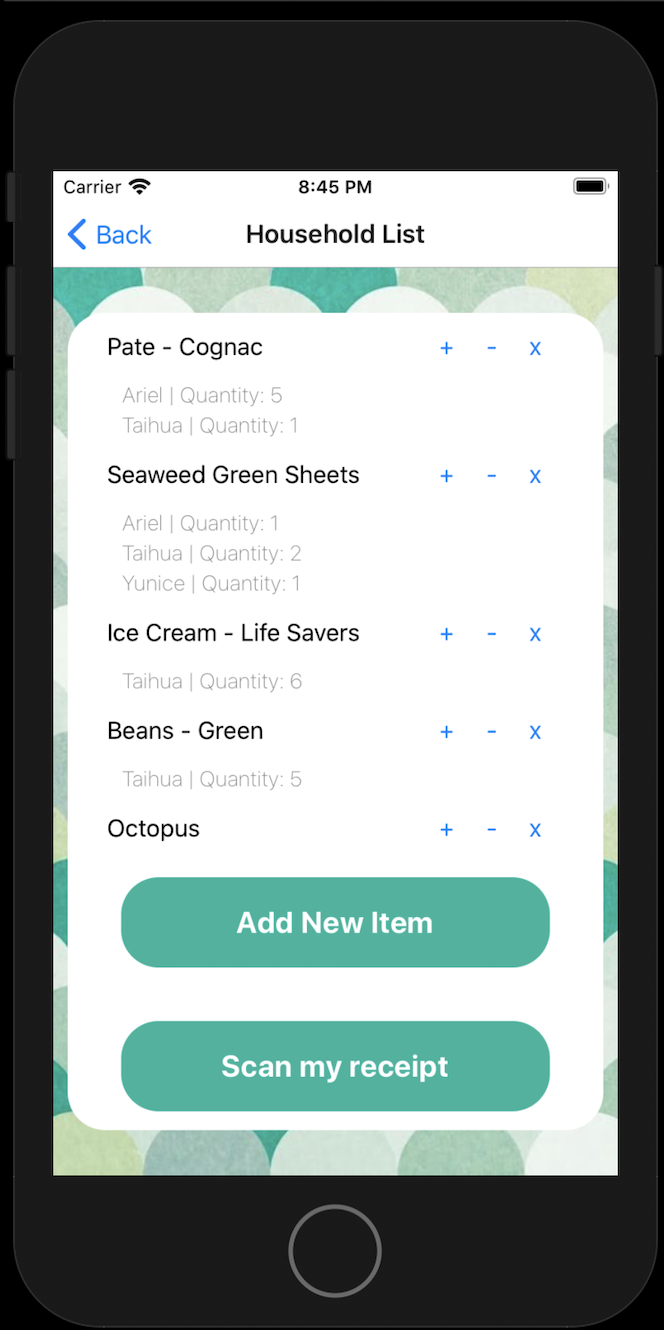 Carrier 8:45 PM
Back Household List
Pate - Cognac + - x
Ariel | Quantity: 5
Taihua | Quantity: 1
Seaweed Green Sheets + - x
Ariel | Quantity: 1
Taihua | Quantity: 2
Yunice | Quantity: 1
Ice Cream - Life Savers + - x
Taihua | Quantity: 6
Beans - Green + - x
Taihua | Quantity: 5
Octopus + - x
Add New Item
Scan my receipt